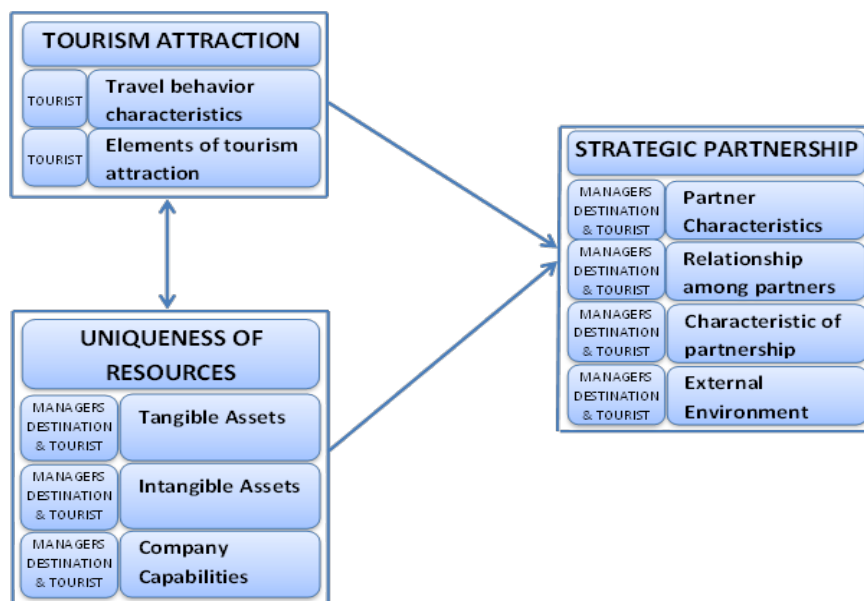 TOURISM ATTRACTION
TOURIST
Travel behavior
characteristics
TOURIST
Elements of tourism
attraction
UNIQUENESS OF
RESOURCES
MANAGERS
DESTINATION
& TOURIST
Tangible Assets
MANAGERS
DESTINATION
& TOURIST
Intangible Assets
MANAGERS
DESTINATION
& TOURIST
Company
Capabilities
STRATEGIC PARTNERSHIP
MANAGERS
DESTINATION
& TOURIST
Partner
Characteristics
MANAGERS
DESTINATION
& TOURIST
Relationship
among partners
MANAGERS
DESTINATION
& TOURIST
Characteristic of
partnership
MANAGERS
DESTINATION
& TOURIST
External
Environment